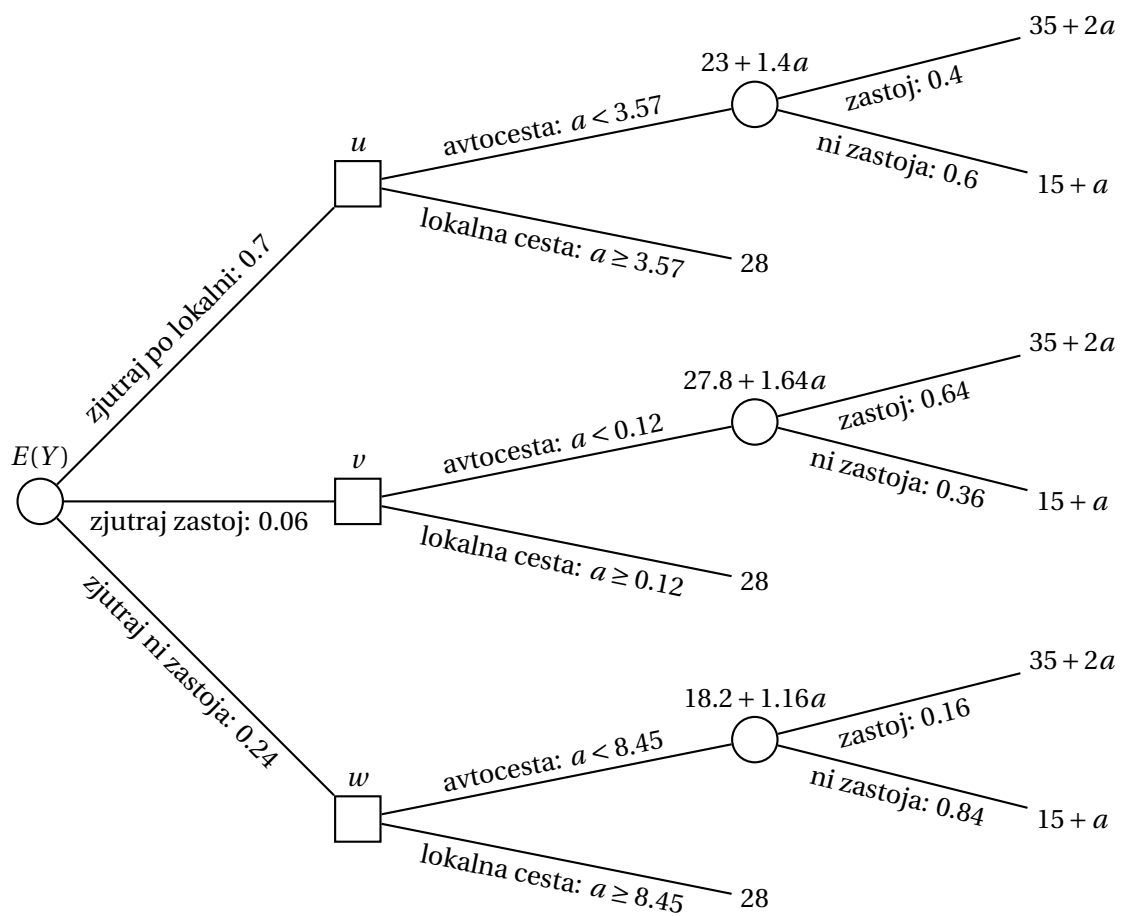 35 + 2a
23 + 1.4a
zastoj: 0.4
avtocesta: a < 3.57
ni zastoja: 0.6
u
15 + a
lokalna cesta: a ≥ 3.57
28
zjutraj po lokalni: 0.7
35 + 2a
27.8 + 1.64a
zastoj: 0.64
avtocesta: a < 0.12
ni zastoja: 0.36
E(Y)
v
15 + a
zjutraj zastoj: 0.06
lokalna cesta: a ≥ 0.12
28
zjutraj ni zastoja: 0.24
35 + 2a
18.2 + 1.16a
zastoj: 0.16
avtocesta: a < 8.45
ni zastoja: 0.84
w
15 + a
lokalna cesta: a ≥ 8.45
28